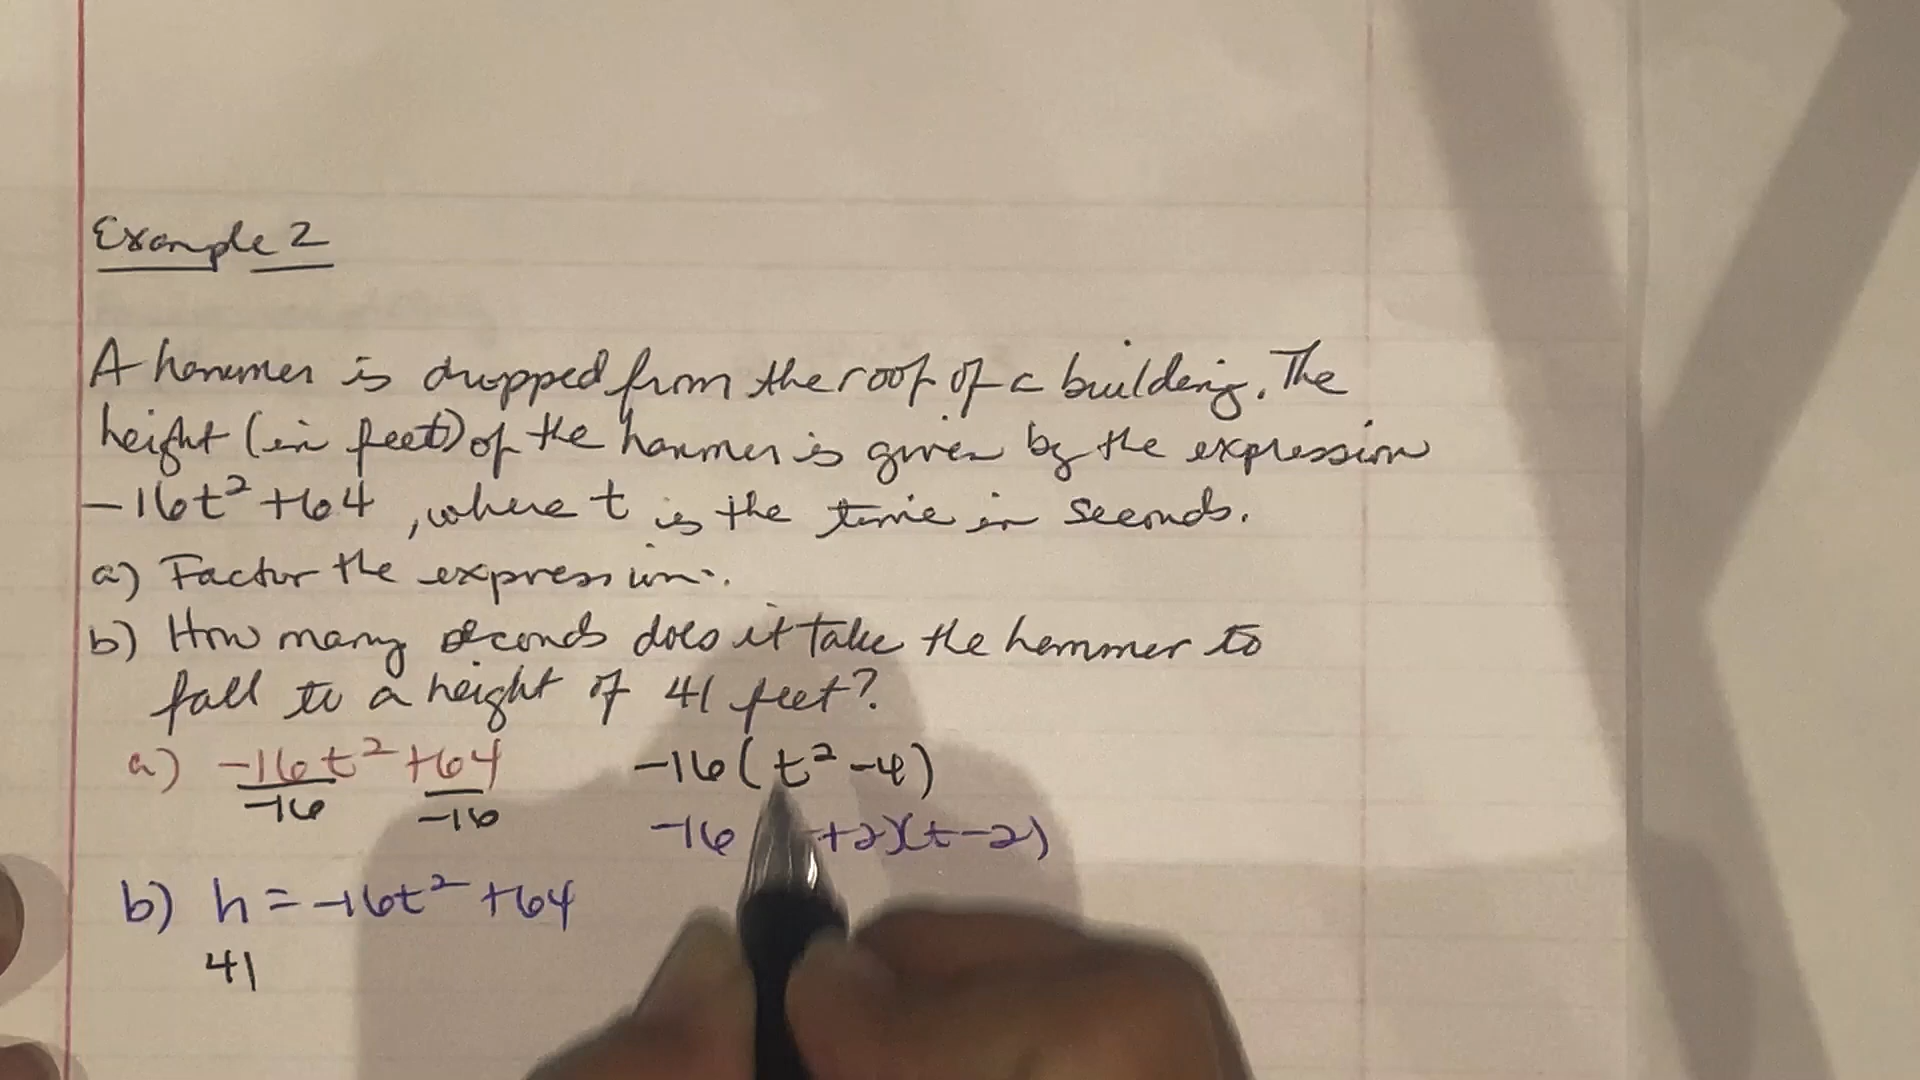 Example 2
A hammer is dropped from the roof of a building. The
height (in feet) of the hammer is given by the expression
-16t² +64, where t is the time in seconds.
a) Factor the expression.
b) How many seconds does it take the hammer to
fall to a height of 41 feet?
a) -16t² +64 -16(t² -4)
-16 -16 -16 +2)(t-2)
b) h = -16t² +64
41